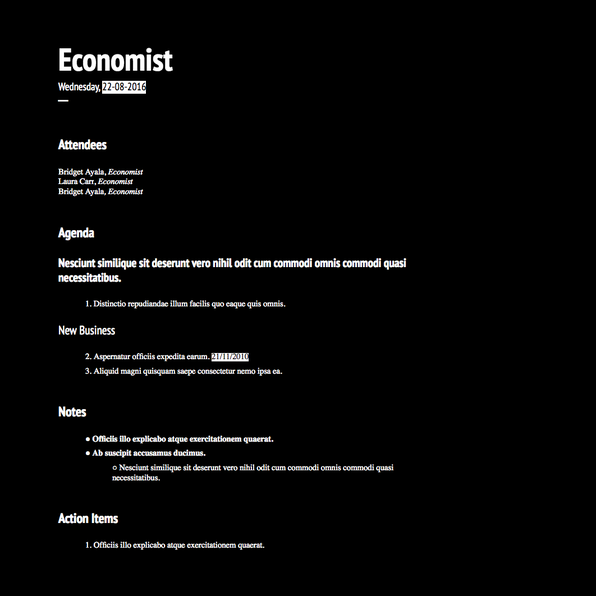 Economist
Wednesday, 22-08-2016
Attendees
Bridget Ayala, Economist
Laura Carr, Economist
Bridget Ayala, Economist
Agenda
Nesciunt similique sit deserunt vero nihil odit cum commodi omnis commodi quasi
necessitatibus.
1. Distinctio repudiandae illum facilis quo eaque quis omnis.
New Business
2. Aspernatur officiis expedita earum. 21/11/2010
3. Aliquid magni quisquam saepe consectetur nemo ipsa ea.
Notes
● Officiis illo explicabo atque exercitationem quaerat.
● Ab suscipit accusamus ducimus.
○ Nesciunt similique sit deserunt vero nihil odit cum commodi omnis commodi quasi
necessitatibus.
Action Items
1. Officiis illo explicabo atque exercitationem quaerat.